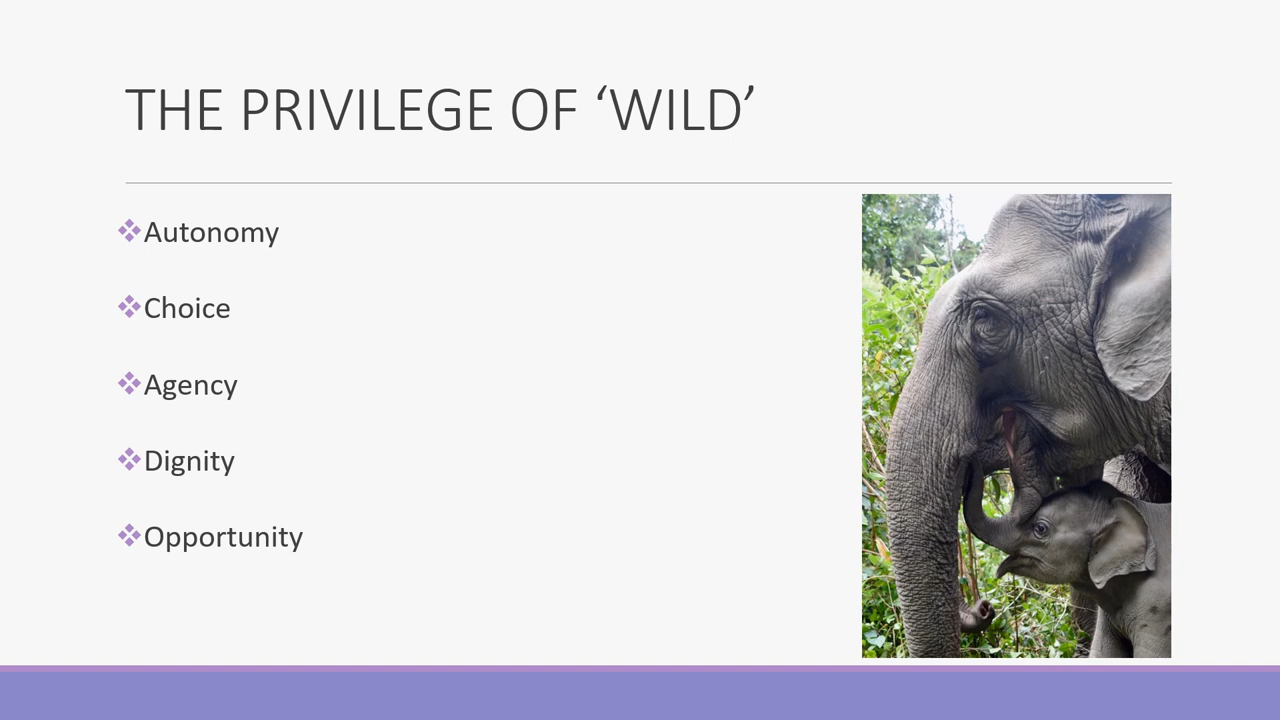 THE PRIVILEGE OF ‘WILD’
Autonomy
Choice
Agency
Dignity
Opportunity